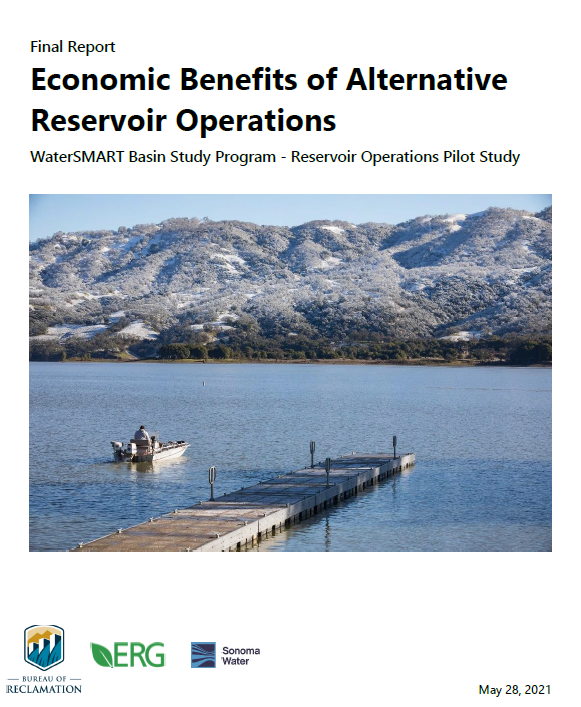 Final Report
Economic Benefits of Alternative
Reservoir Operations
WaterSMART Basin Study Program - Reservoir Operations Pilot Study
BUREAU OF
RECLAMATION
ERG
Sonoma
Water
May 28, 2021